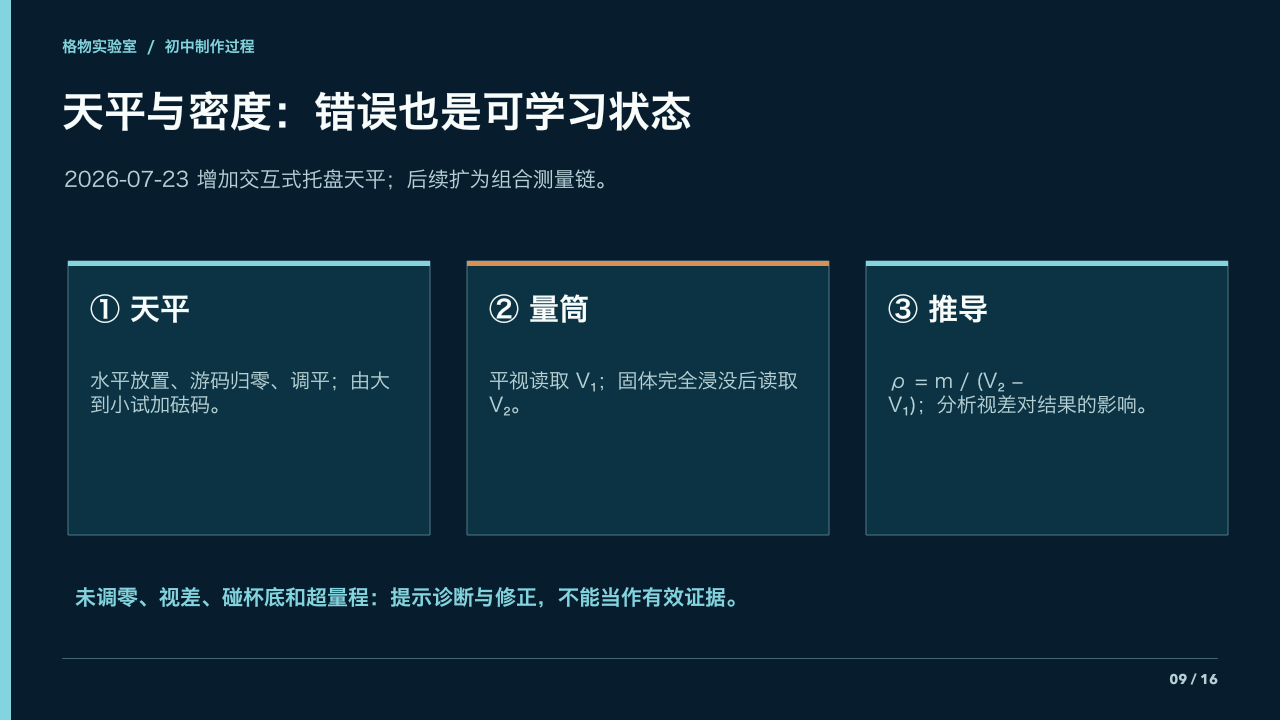 格物实验室 / 初中制作过程
天平与密度：错误也是可学习状态
2026-07-23 增加交互式托盘天平；后续扩为组合测量链。
① 天平
水平放置、游码归零、调平；由大
到小试加砝码。
② 量筒
平视读取 V₁；固体完全浸没后读取
V₂。
③ 推导
ρ = m / (V₂ –
V₁)；分析视差对结果的影响。
未调零、视差、碰杯底和超量程：提示诊断与修正，不能当作有效证据。
09 / 16